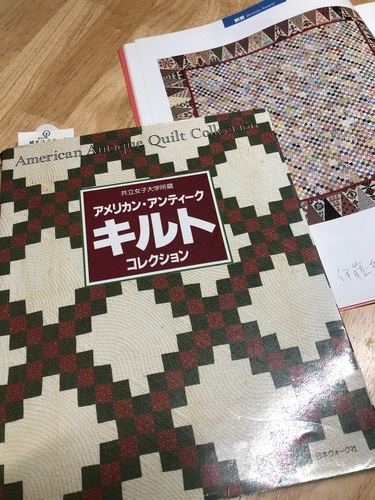 American Antique Quilt Collection
共立女子大学所蔵
アメリカン・アンティーク
キルト
コレクション
日本ヴォーグ社